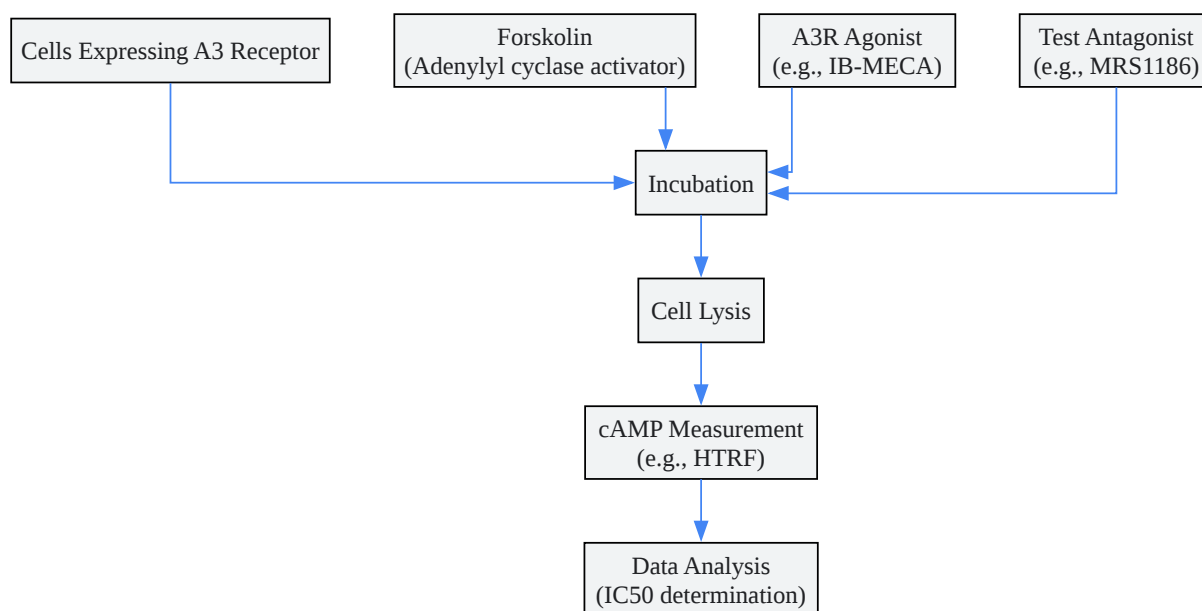 Cells Expressing A3 Receptor
Forskolin
(Adenylyl cyclase activator)
A3R Agonist
(e.g., IB-MECA)
Test Antagonist
(e.g., MRS1186)
Incubation
Cell Lysis
cAMP Measurement
(e.g., HTRF)
Data Analysis
(IC50 determination)